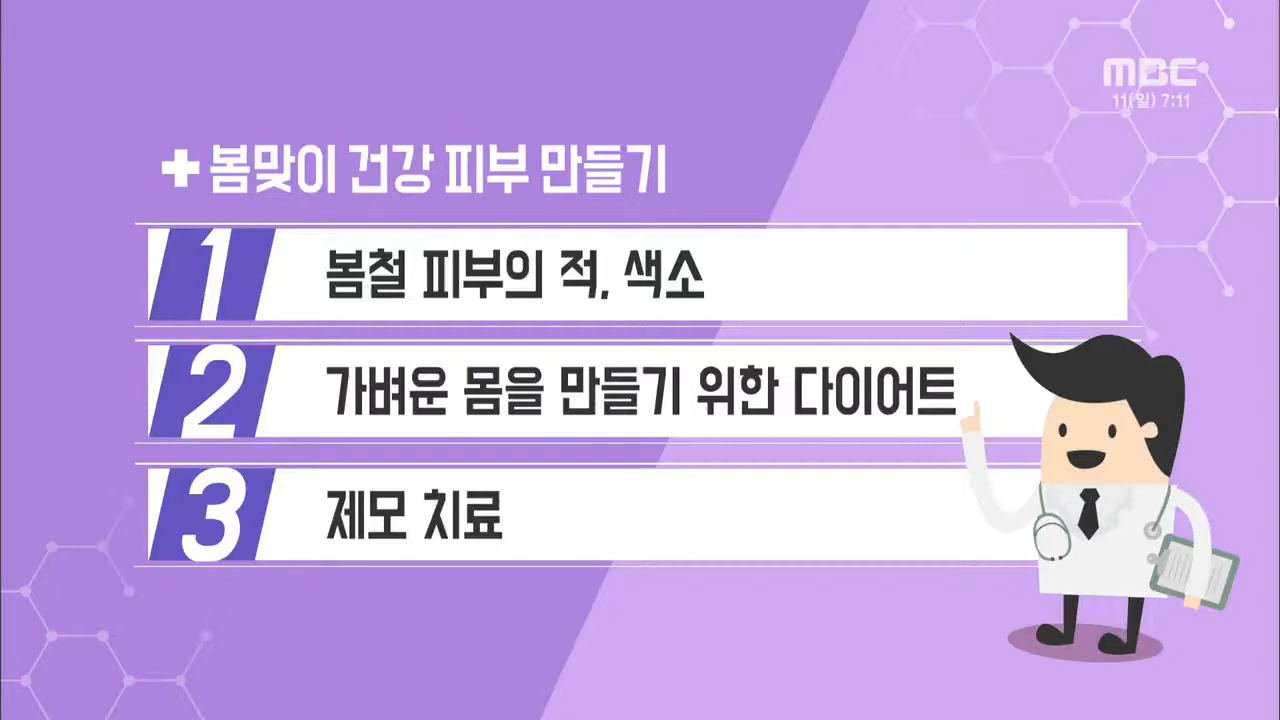 MBC
11(일) 7:11
+봄맞이 건강 피부 만들기
1 봄철 피부의 적, 색소
2 가벼운 몸을 만들기 위한 다이어트
3 제모 치료